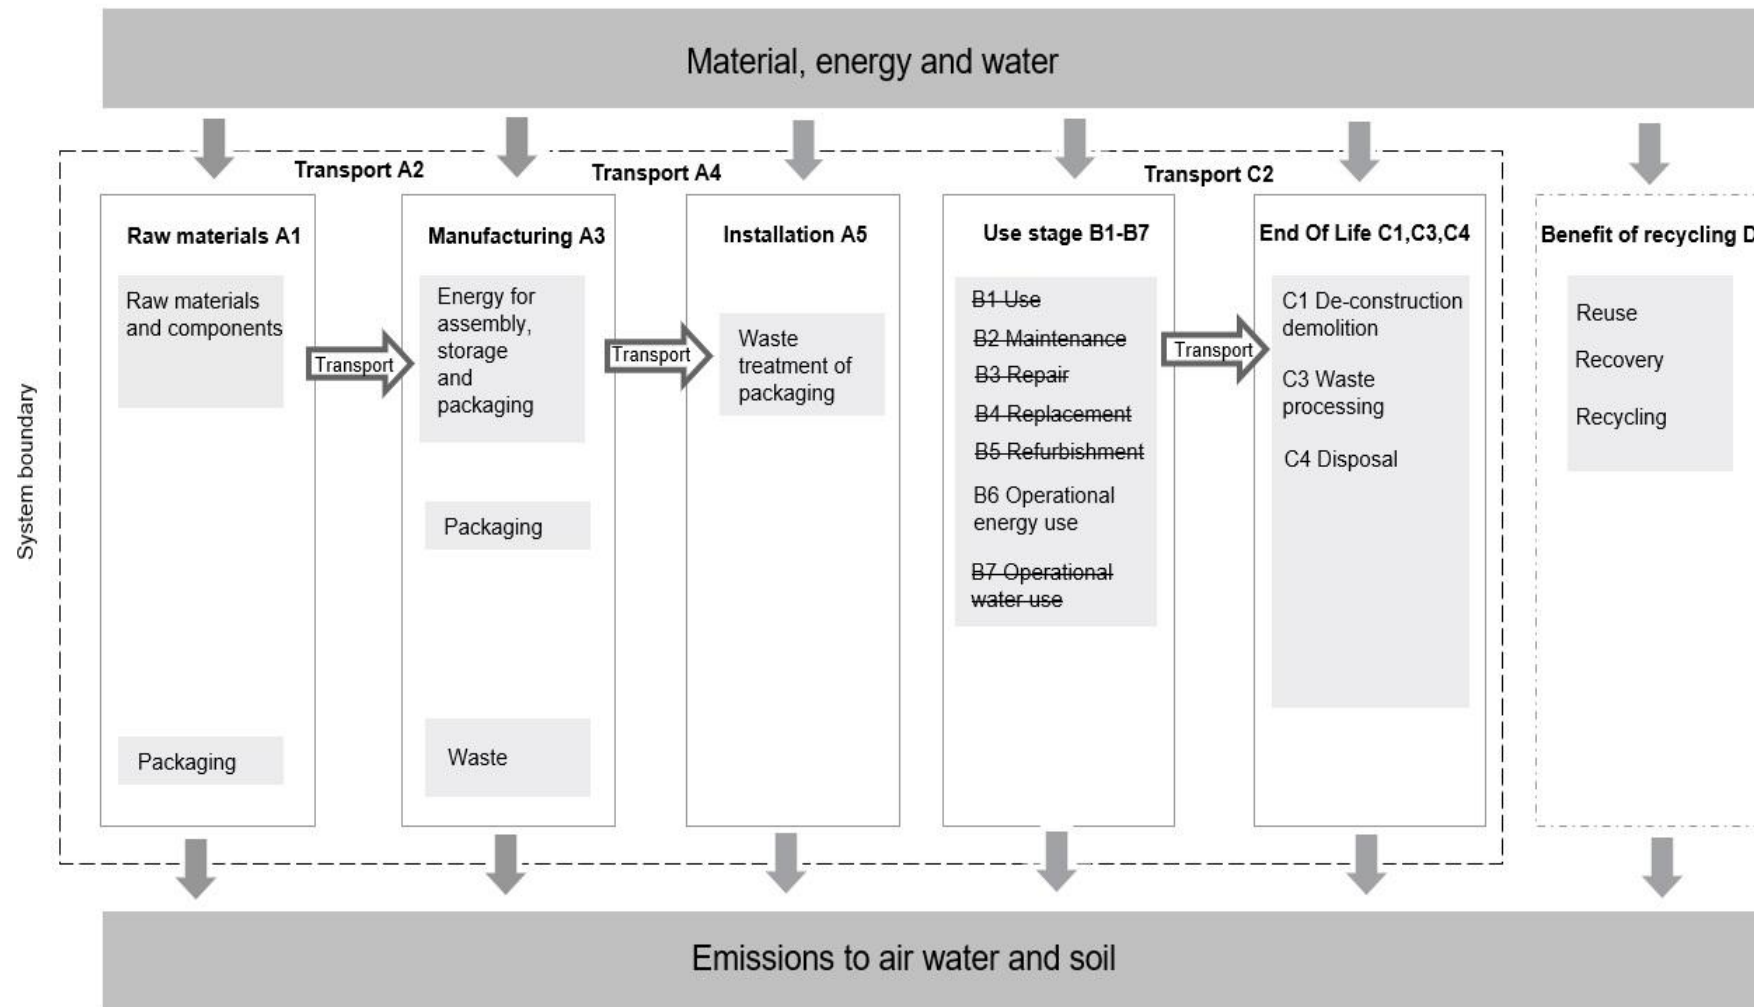 Material, energy and water
Transport A2
Transport A4
Transport C2
System boundary
Raw materials A1
Raw materials
and components
Packaging
Transport
Manufacturing A3
Energy for
assembly,
storage
and
packaging
Packaging
Waste
Transport
Installation A5
Waste
treatment of
packaging
Use stage B1-B7
B1 Use
B2 Maintenance
B3 Repair
B4 Replacement
B5 Refurbishment
B6 Operational
energy use
B7 Operational
water use
Transport
End Of Life C1,C3,C4
C1 De-construction
demolition
C3 Waste
processing
C4 Disposal
Benefit of recycling D
Reuse
Recovery
Recycling
Emissions to air water and soil